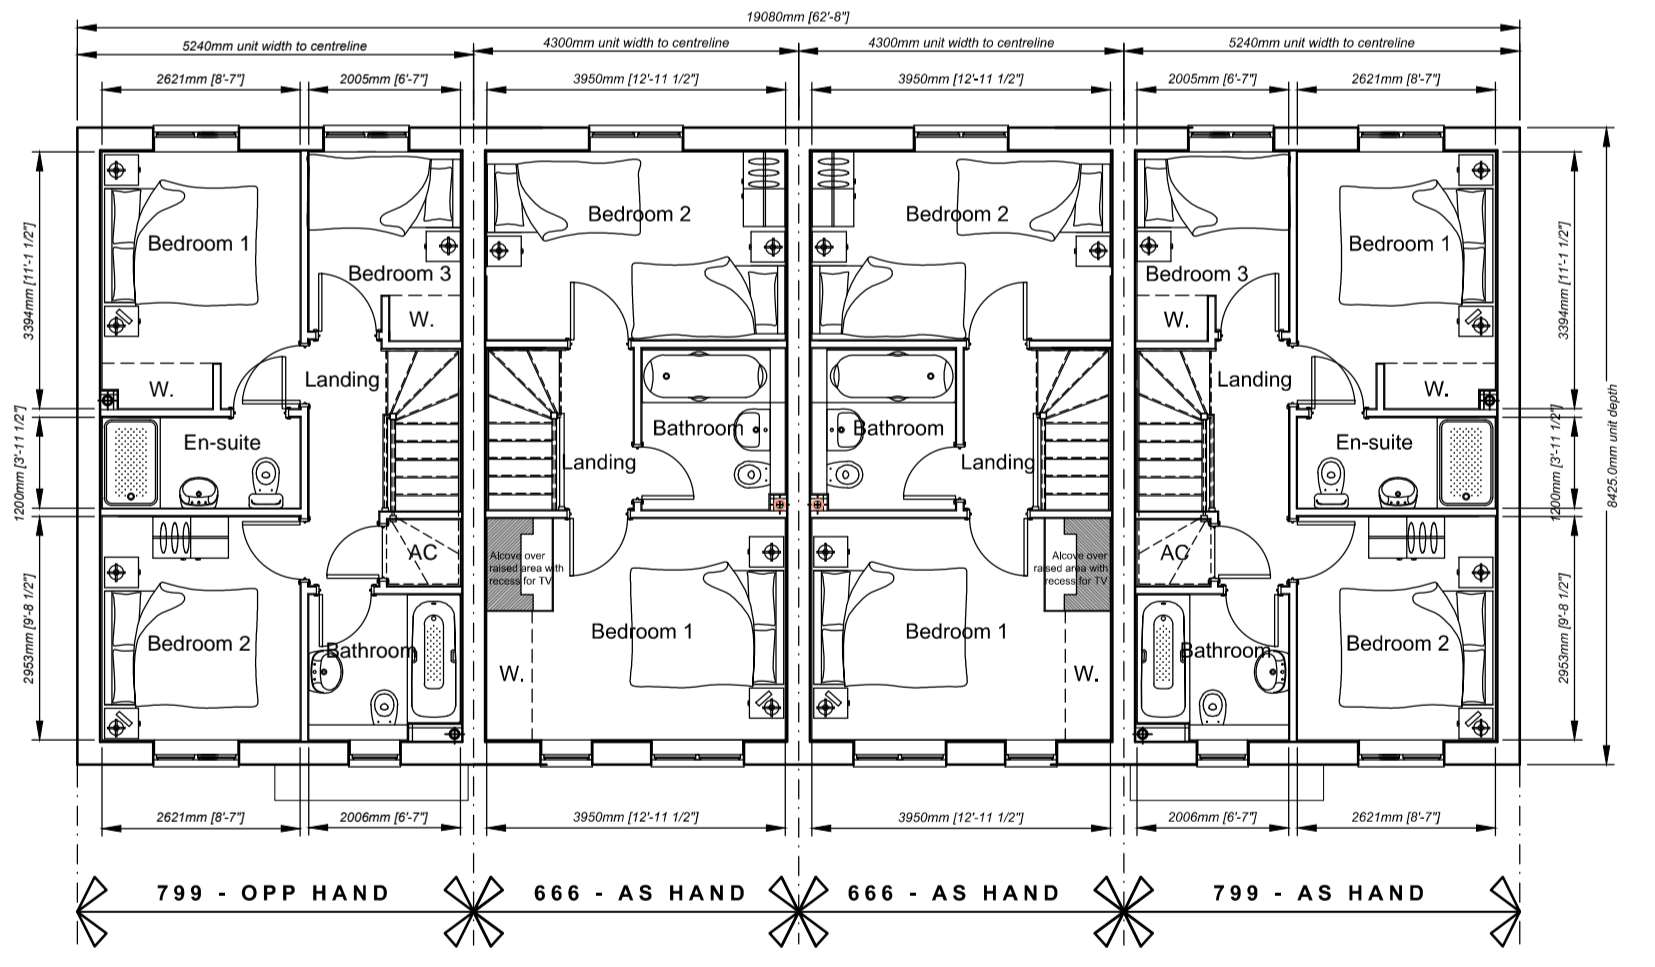 19080mm [62'-8"]
5240mm unit width to centreline
4300mm unit width to centreline
4300mm unit width to centreline
5240mm unit width to centreline
2621mm [8'-7"]
2005mm [6'-7"]
3950mm [12'-11 1/2"]
3950mm [12'-11 1/2"]
2005mm [6'-7"]
2621mm [8'-7"]
3394mm [11'-1 1/2"]
1200mm [3'-11 1/2"]
2953mm [9'-8 1/2"]
Bedroom 1
Bedroom 3
W.
W.
Landing
En-suite
AC
Bedroom 2
Bathroom
Bedroom 2
Bathroom
Landing
Alcove over
raised area with
recess for TV
Bedroom 1
W.
Bedroom 2
Bathroom
Landing
Alcove over
raised area with
recess for TV
Bedroom 1
W.
Bedroom 3
Bedroom 1
W.
W.
Landing
En-suite
AC
Bathroom
Bedroom 2
3394mm [11'-1 1/2"]
1200mm [3'-11 1/2"]
2953mm [9'-8 1/2"]
8425.0mm unit depth
2621mm [8'-7"]
2006mm [6'-7"]
3950mm [12'-11 1/2"]
3950mm [12'-11 1/2"]
2006mm [6'-7"]
2621mm [8'-7"]
799 - OPP HAND
666 - AS HAND
666 - AS HAND
799 - AS HAND